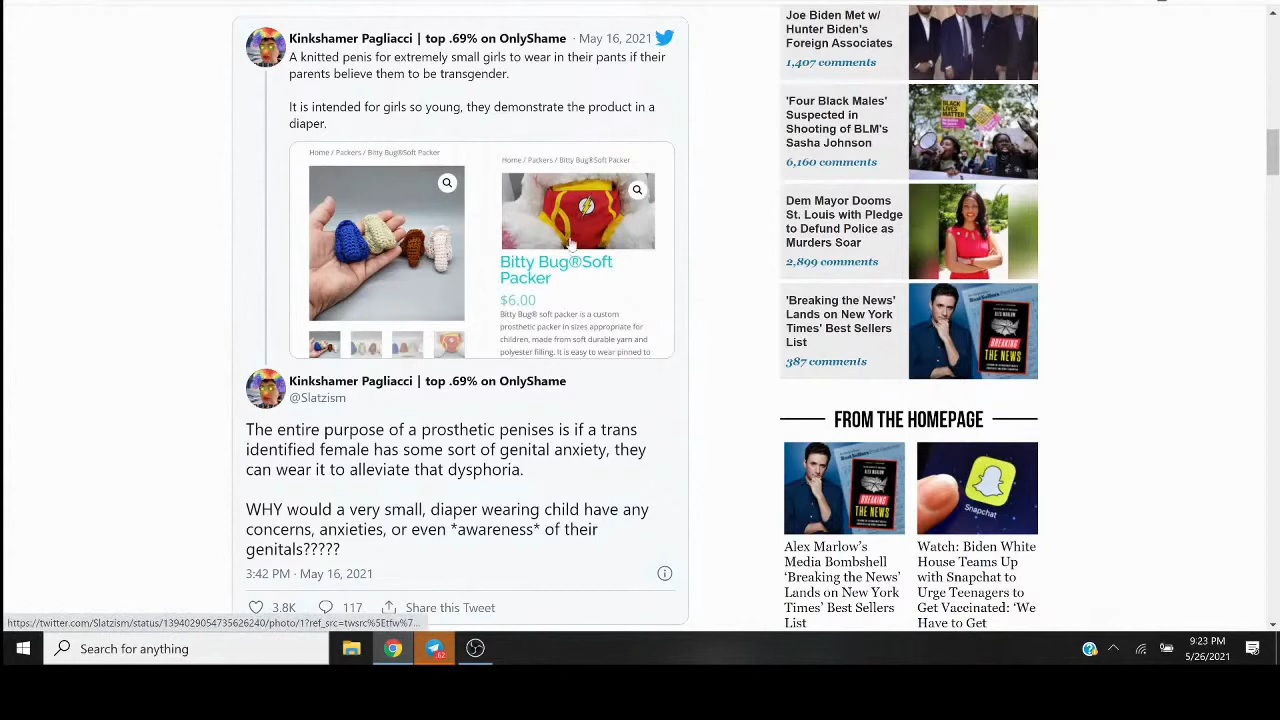 Kinkshamer Pagliacci | top .69% on OnlyShame · May 16, 2021
A knitted penis for extremely small girls to wear in their pants if their
parents believe them to be transgender.
It is intended for girls so young, they demonstrate the product in a
diaper.
Home / Packers / Bitty Bug®Soft Packer
Home / Packers / Bitty Bug®Soft Packer
Bitty Bug®Soft
Packer
$6.00
Bitty Bug® soft packer is a custom
prosthetic packer in sizes appropriate for
children, made from soft durable yarn and
polyester filling. It is easy to wear pinned to
Kinkshamer Pagliacci | top .69% on OnlyShame
@Slatzism
The entire purpose of a prosthetic penises is if a trans
identified female has some sort of genital anxiety, they
can wear it to alleviate that dysphoria.
WHY would a very small, diaper wearing child have any
concerns, anxieties, or even *awareness* of their
genitals?????
3:42 PM · May 16, 2021
3.8K
117
Share this Tweet
https://twitter.com/Slatzism/status/1394029054735626240/photo/1?ref_src=twsrc%5Etfw%7...
Joe Biden Met w/
Hunter Biden's
Foreign Associates
1,407 comments
'Four Black Males'
Suspected in
Shooting of BLM's
Sasha Johnson
6,160 comments
BLACK
LIVES
MATTER
Dem Mayor Dooms
St. Louis with Pledge
to Defund Police as
Murders Soar
2,899 comments
'Breaking the News'
Lands on New York
Times' Best Sellers
List
387 comments
BREAKING
THE NEWS
FROM THE HOMEPAGE
BREAKING
THE NEWS
Snapchat
Alex Marlow's
Media Bombshell
'Breaking the News'
Lands on New York
Times' Best Sellers
List
Watch: Biden White
House Teams Up
with Snapchat to
Urge Teenagers to
Get Vaccinated: 'We
Have to Get
Search for anything
62
9:23 PM
5/26/2021